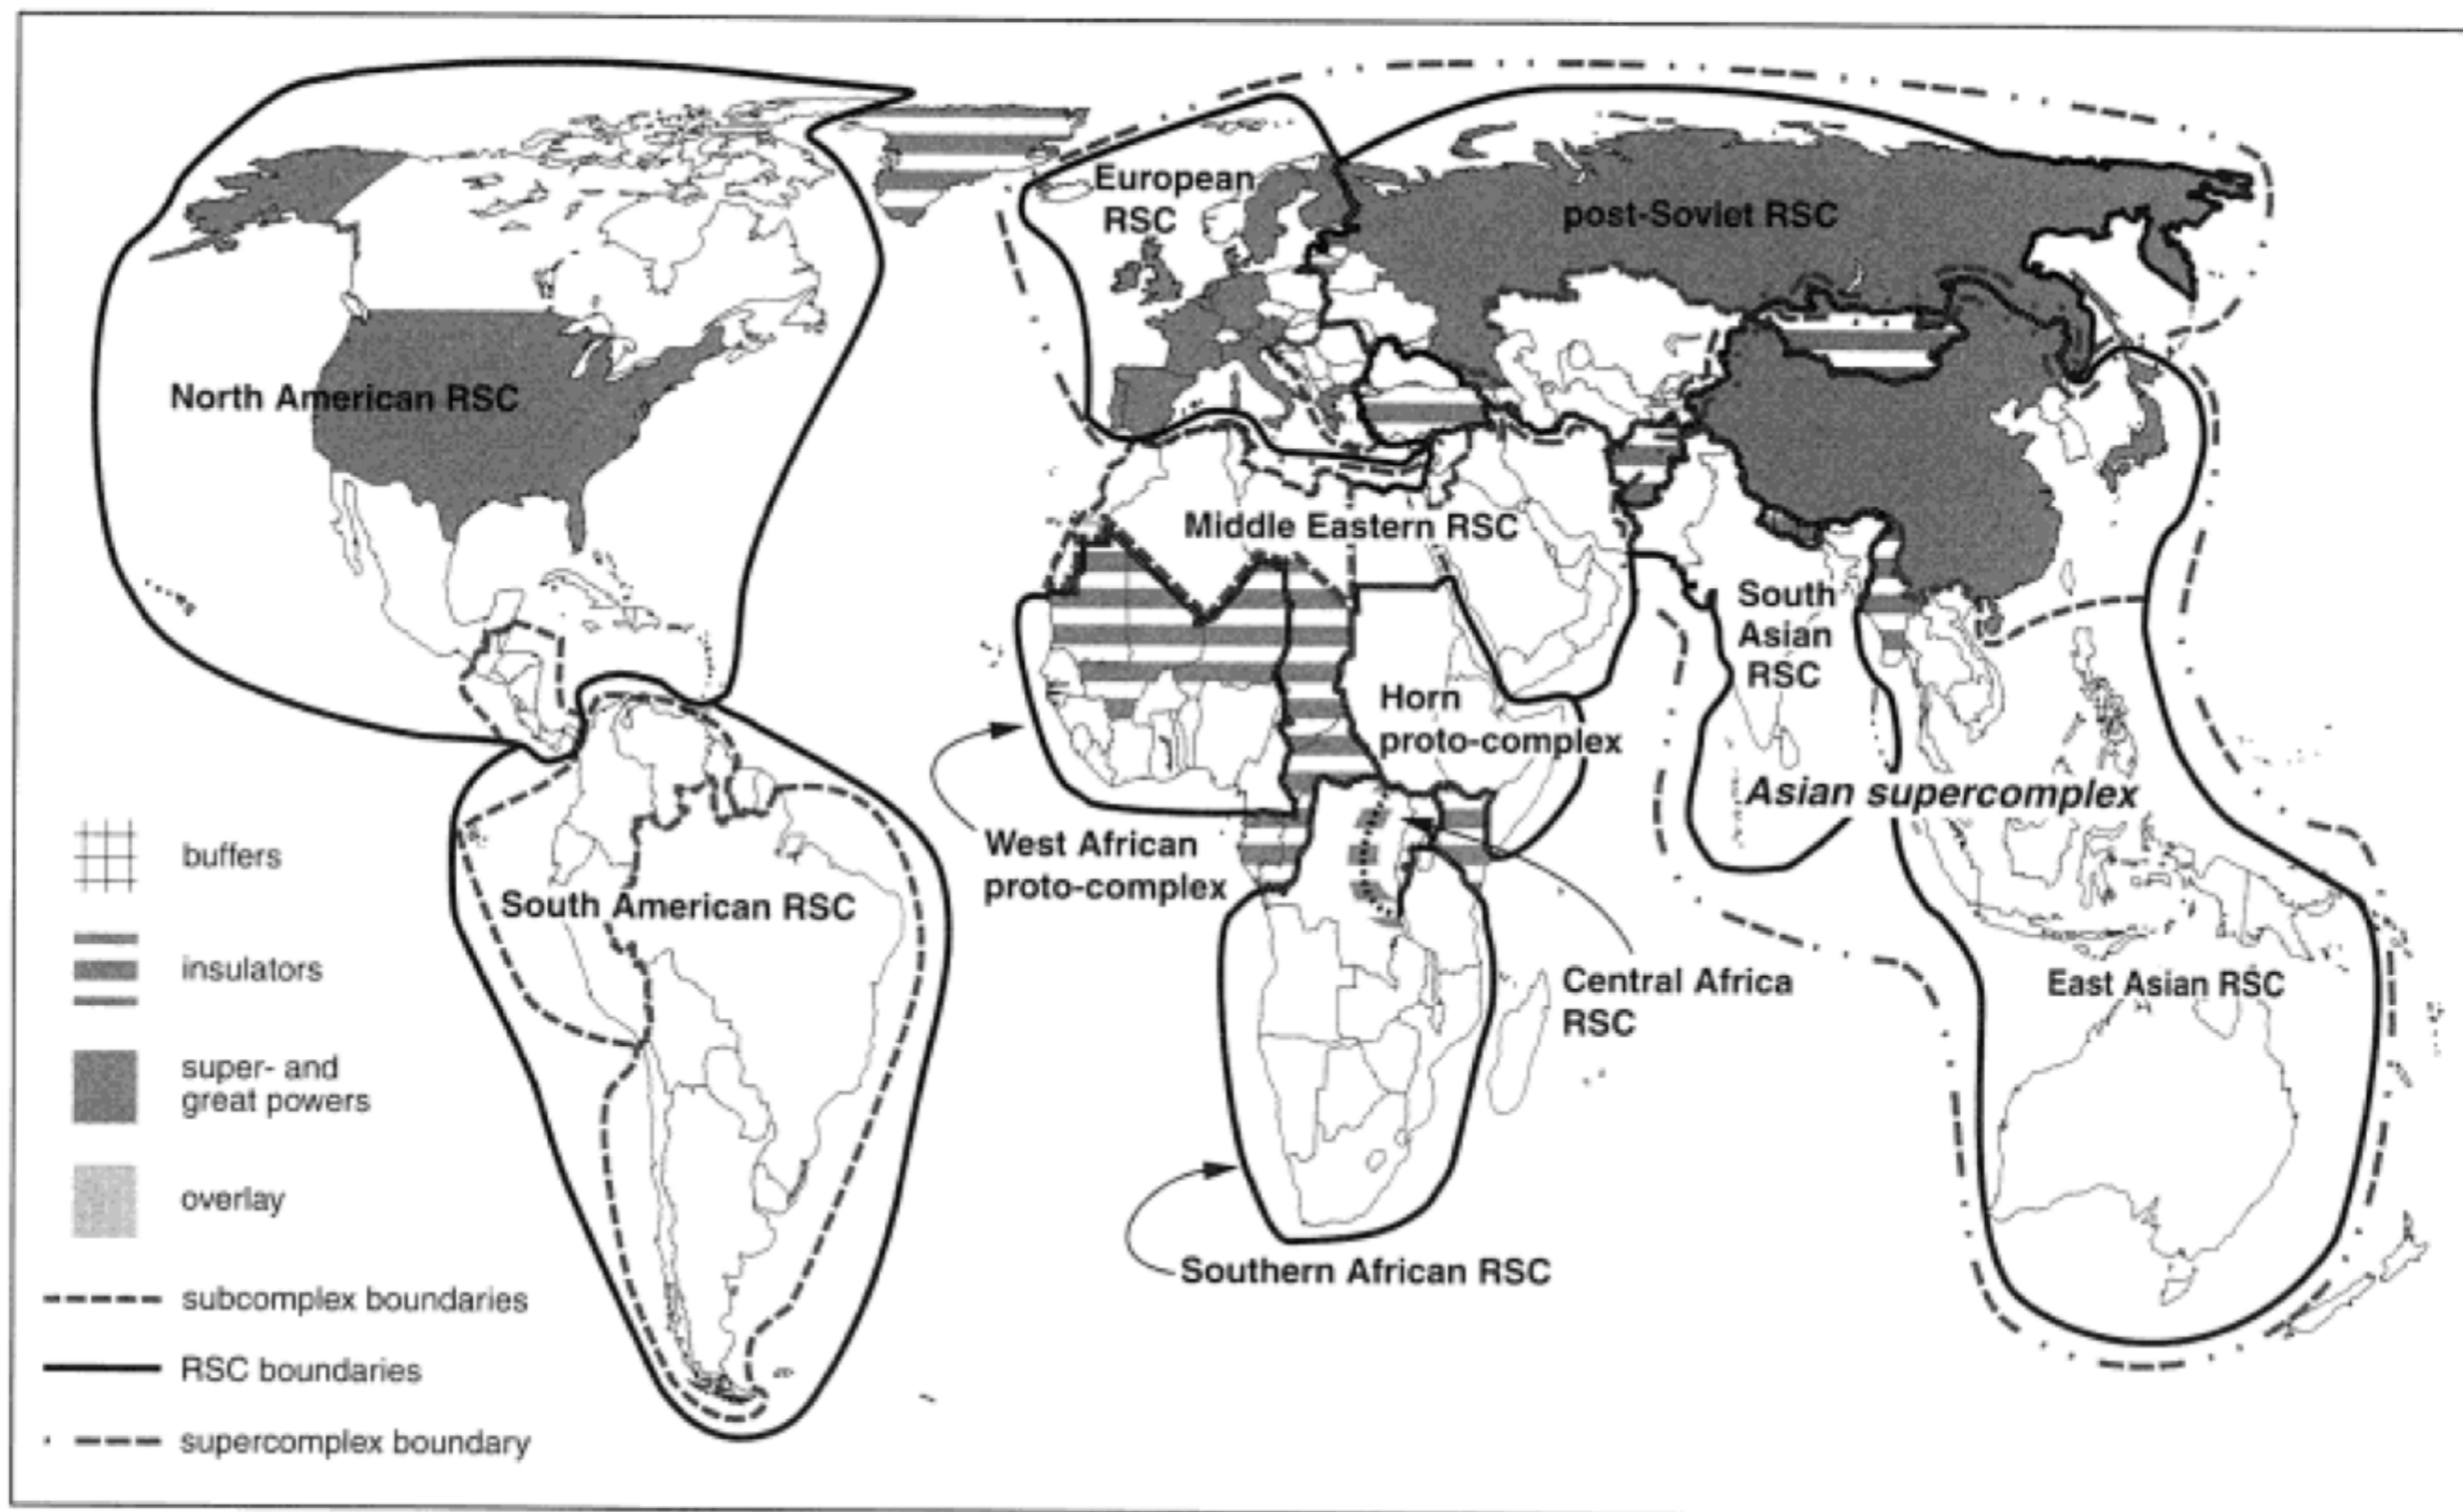 European
RSC
post-Soviet RSC
North American RSC
Middle Eastern RSC
South
Asian
RSC
Horn
proto-complex
Asian supercomplex
West African
proto-complex
South American RSC
Central Africa
RSC
East Asian RSC
Southern African RSC
buffers
insulators
super- and
great powers
overlay
subcomplex boundaries
RSC boundaries
supercomplex boundary